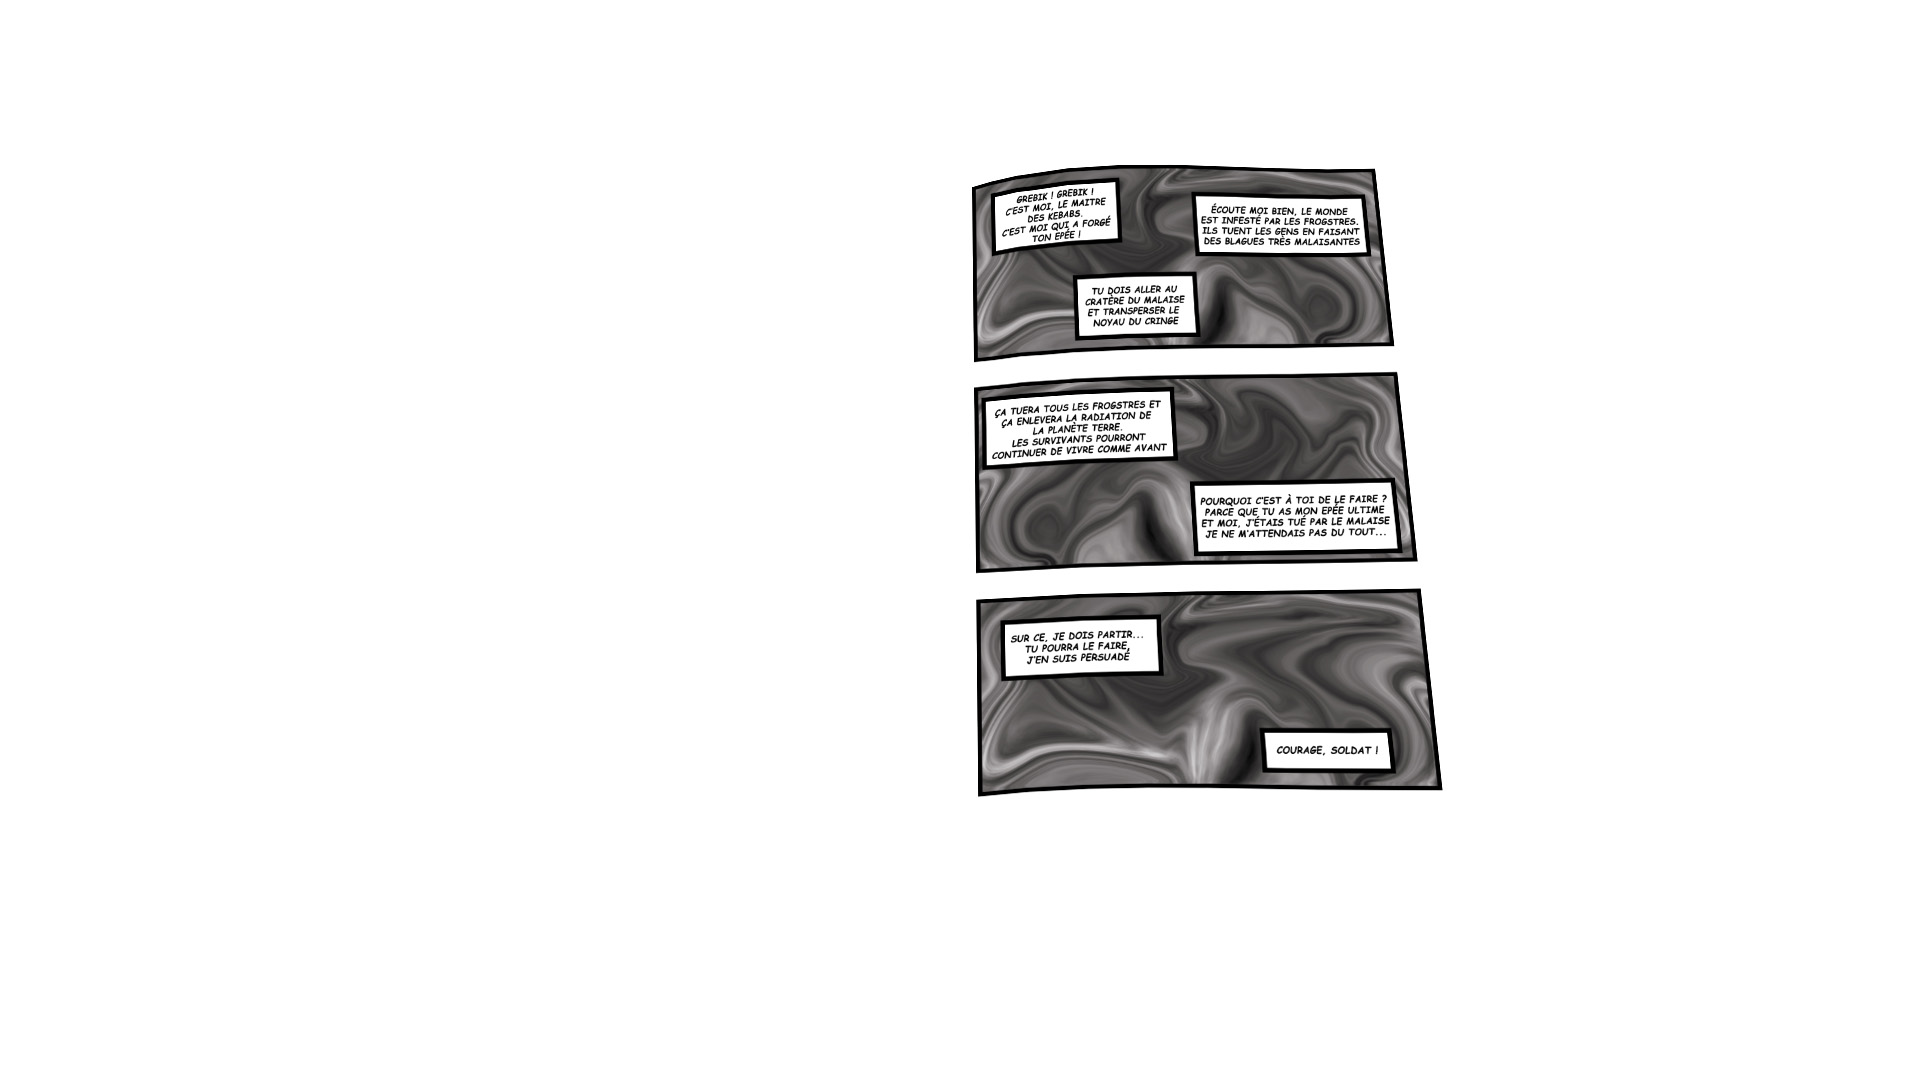 GREBIK ! GREBIK !
C'EST MOI, LE MAITRE
DES KEBABS.
C'EST MOI QUI A FORGÉ
TON EPÉE !
ÉCOUTE MOI BIEN, LE MONDE
EST INFESTÉ PAR LES FROGSTRES.
ILS TUENT LES GENS EN FAISANT
DES BLAGUES TRÈS MALAISANTES
TU DOIS ALLER AU
CRATÈRE DU MALAISE
ET TRANSPERSER LE
NOYAU DU CRINGE
ÇA TUERA TOUS LES FROGSTRES ET
ÇA ENLEVERA LA RADIATION DE
LA PLANÈTE TERRE.
LES SURVIVANTS POURRONT
CONTINUER DE VIVRE COMME AVANT
POURQUOI C'EST À TOI DE LE FAIRE ?
PARCE QUE TU AS MON EPÉE ULTIME
ET MOI, J'ÉTAIS TUÉ PAR LE MALAISE
JE NE M'ATTENDAIS PAS DU TOUT...
SUR CE, JE DOIS PARTIR...
TU POURRA LE FAIRE,
J'EN SUIS PERSUADÉ
COURAGE, SOLDAT !